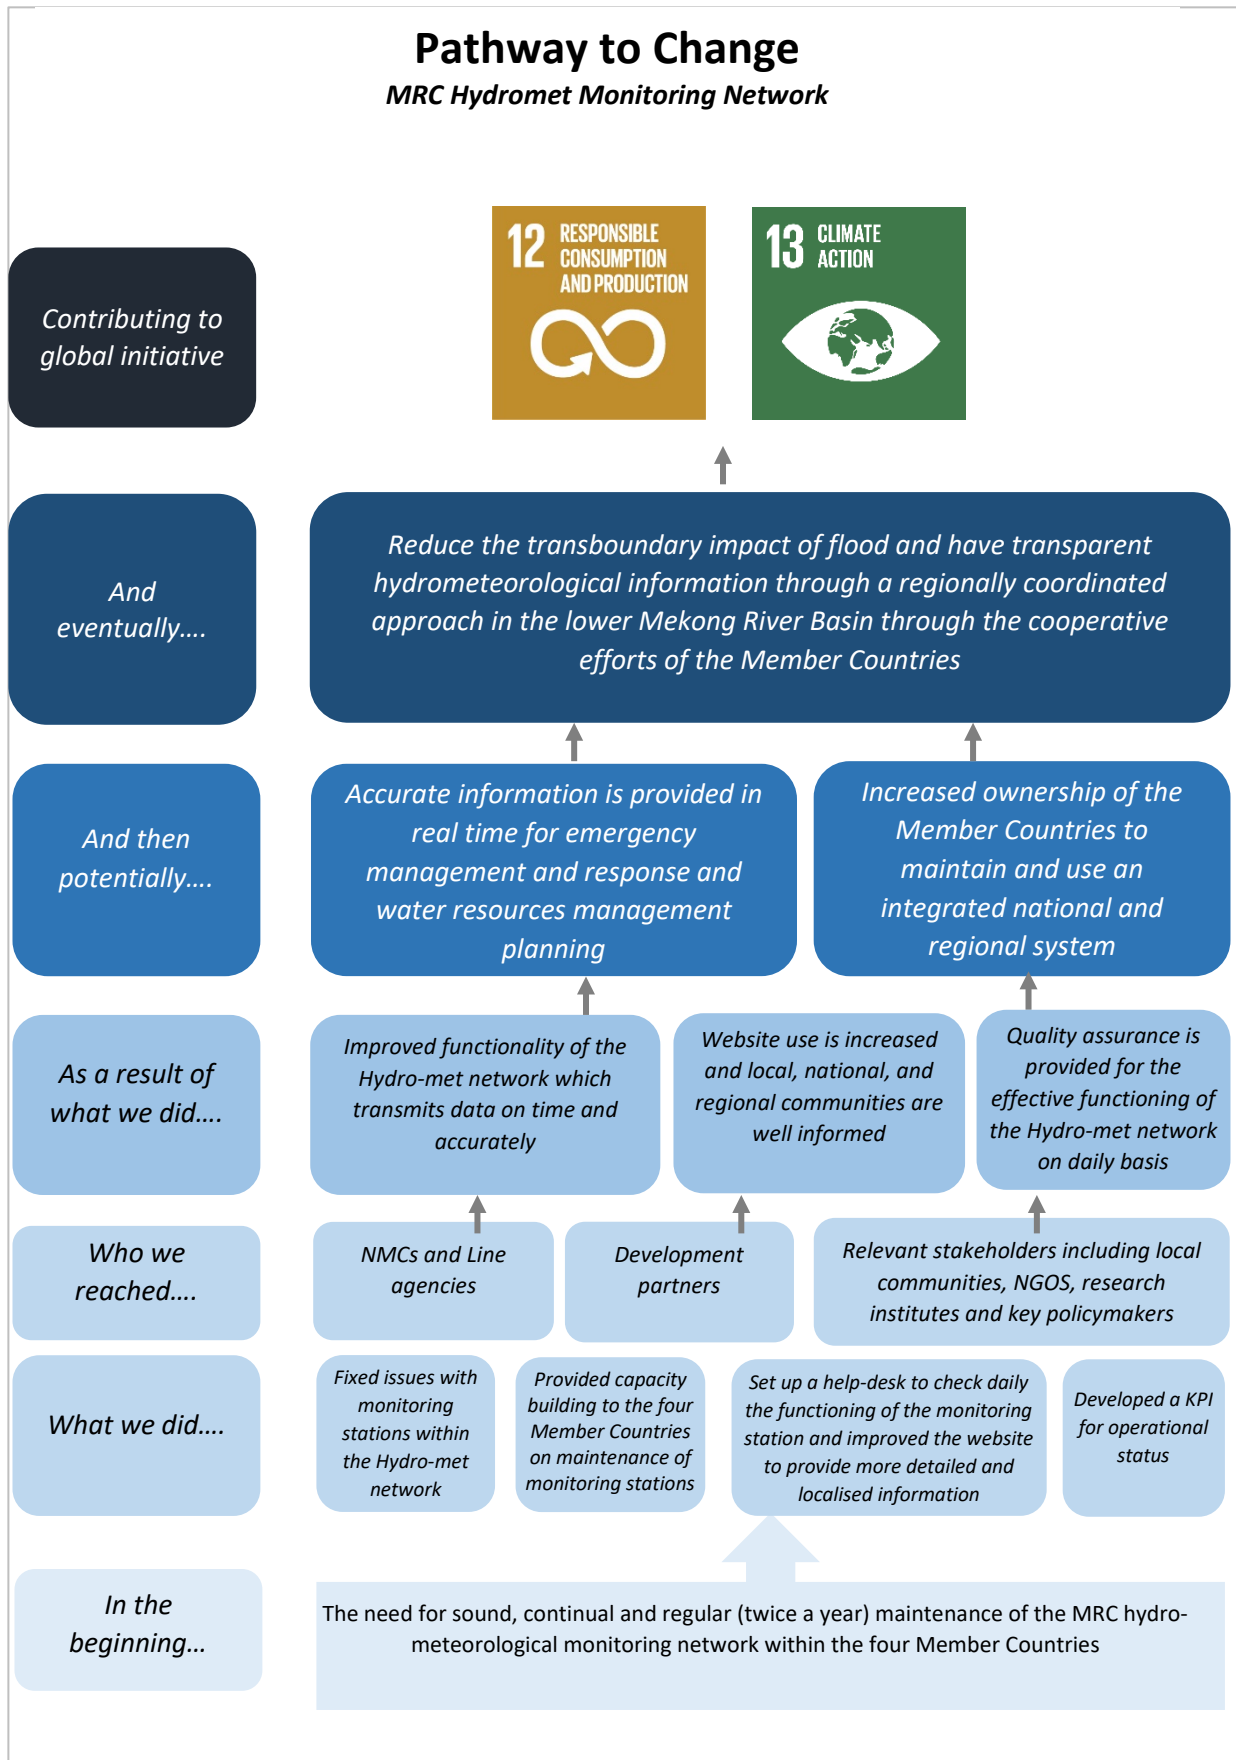 Pathway to Change
MRC Hydromet Monitoring Network
Contributing to
global initiative
12 RESPONSIBLE
CONSUMPTION
AND PRODUCTION
13 CLIMATE
ACTION
And
eventually....
Reduce the transboundary impact of flood and have transparent
hydrometeorological information through a regionally coordinated
approach in the lower Mekong River Basin through the cooperative
efforts of the Member Countries
And then
potentially....
Accurate information is provided in
real time for emergency
management and response and
water resources management
planning
Increased ownership of the
Member Countries to
maintain and use an
integrated national and
regional system
As a result of
what we did....
Improved functionality of the
Hydro-met network which
transmits data on time and
accurately
Website use is increased
and local, national, and
regional communities are
well informed
Quality assurance is
provided for the
effective functioning of
the Hydro-met network
on daily basis
Who we
reached....
NMCs and Line
agencies
Development
partners
Relevant stakeholders including local
communities, NGOS, research
institutes and key policymakers
What we did....
Fixed issues with
monitoring
stations within
the Hydro-met
network
Provided capacity
building to the four
Member Countries
on maintenance of
monitoring stations
Set up a help-desk to check daily
the functioning of the monitoring
station and improved the website
to provide more detailed and
localised information
Developed a KPI
for operational
status
In the
beginning...
The need for sound, continual and regular (twice a year) maintenance of the MRC hydro-
meteorological monitoring network within the four Member Countries